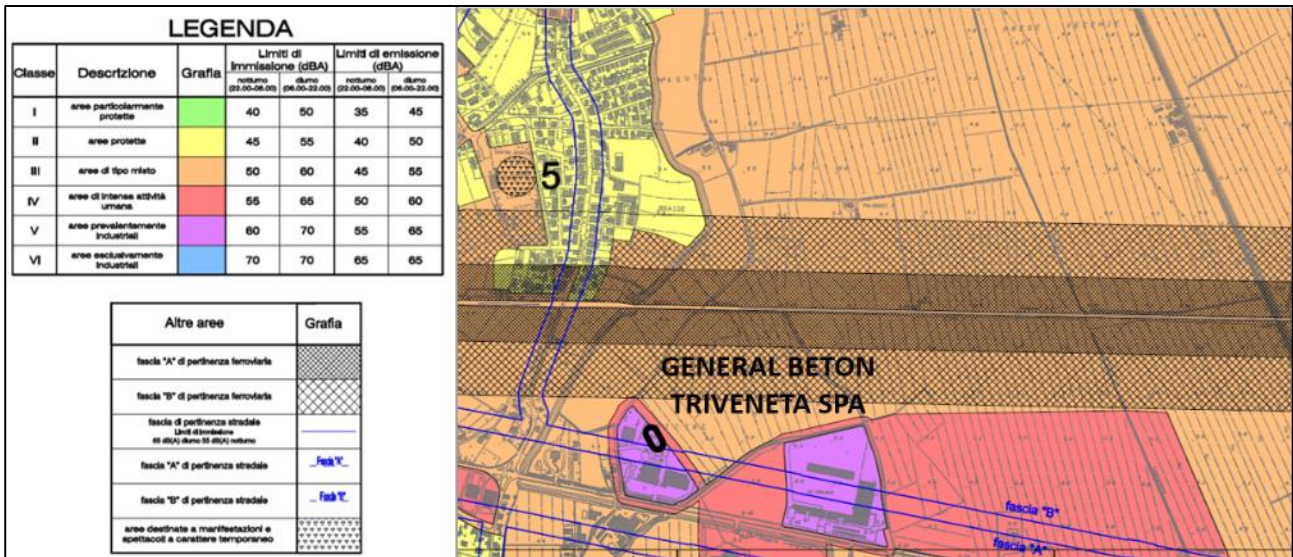 LEGENDA
Classe Descrizione Grafia Limiti di immissione (dBA) Limiti di emissione (dBA)
notturno (22.00-06.00) diurno (06.00-22.00) notturno (22.00-06.00) diurno (06.00-22.00)
I aree particolarmente protette 40 50 35 45
II aree protette 45 55 40 50
III aree di tipo misto 50 60 45 55
IV aree di intensa attività umana 55 65 50 60
V aree prevalentemente industriali 60 70 55 65
VI aree esclusivamente industriali 70 70 65 65
Altre aree Grafia
fascia "A" di pertinenza ferroviaria
fascia "B" di pertinenza ferroviaria
fascia di pertinenza stradale
Limiti di immissione
65 dB(A) diurno 55 dB(A) notturno
fascia "A" di pertinenza stradale Fascia "A"
fascia "B" di pertinenza stradale Fascia "B"
aree destinate a manifestazioni e
spettacoli a carattere temporaneo
5
GENERAL BETON
TRIVENETA SPA
0
fascia "B"
fascia "A"